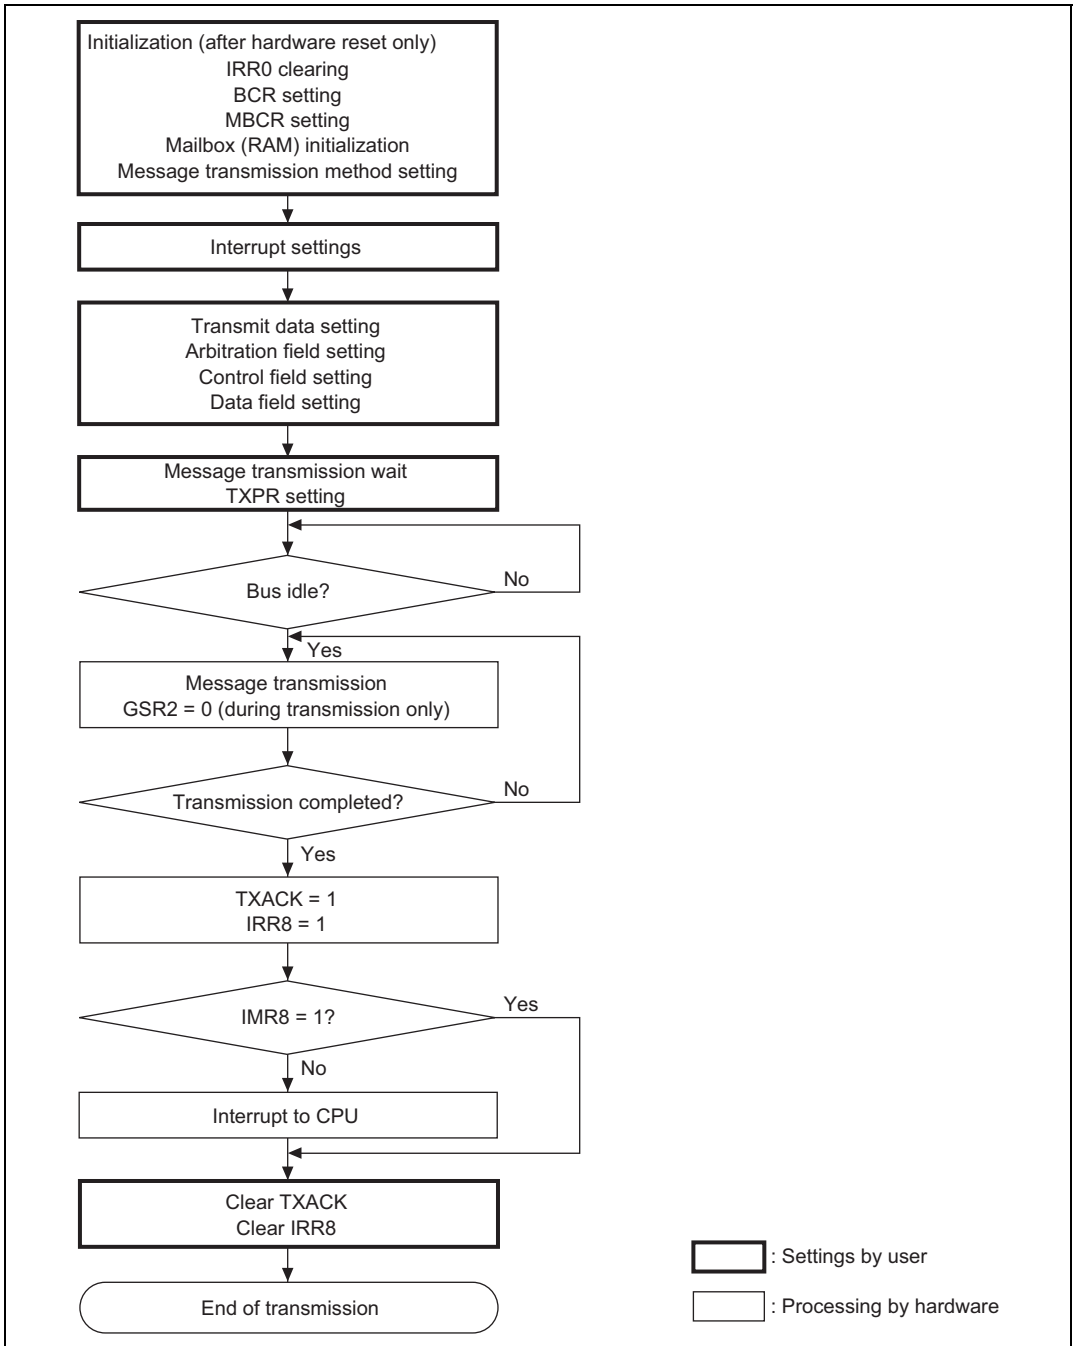 Initialization (after hardware reset only)
IRR0 clearing
BCR setting
MBCR setting
Mailbox (RAM) initialization
Message transmission method setting
Interrupt settings
Transmit data setting
Arbitration field setting
Control field setting
Data field setting
Message transmission wait
TXPR setting
Bus idle?
No
Yes
Message transmission
GSR2 = 0 (during transmission only)
Transmission completed?
No
Yes
TXACK = 1
IRR8 = 1
IMR8 = 1?
Yes
No
Interrupt to CPU
Clear TXACK
Clear IRR8
End of transmission
: Settings by user
: Processing by hardware